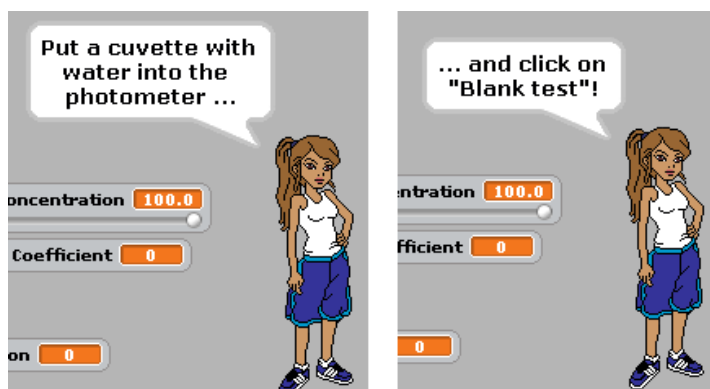 Put a cuvette with
water into the
photometer ...
oncentration 100.0
Coefficient 0
on 0
... and click on
"Blank test"!
entration 100.0
fficient 0
0